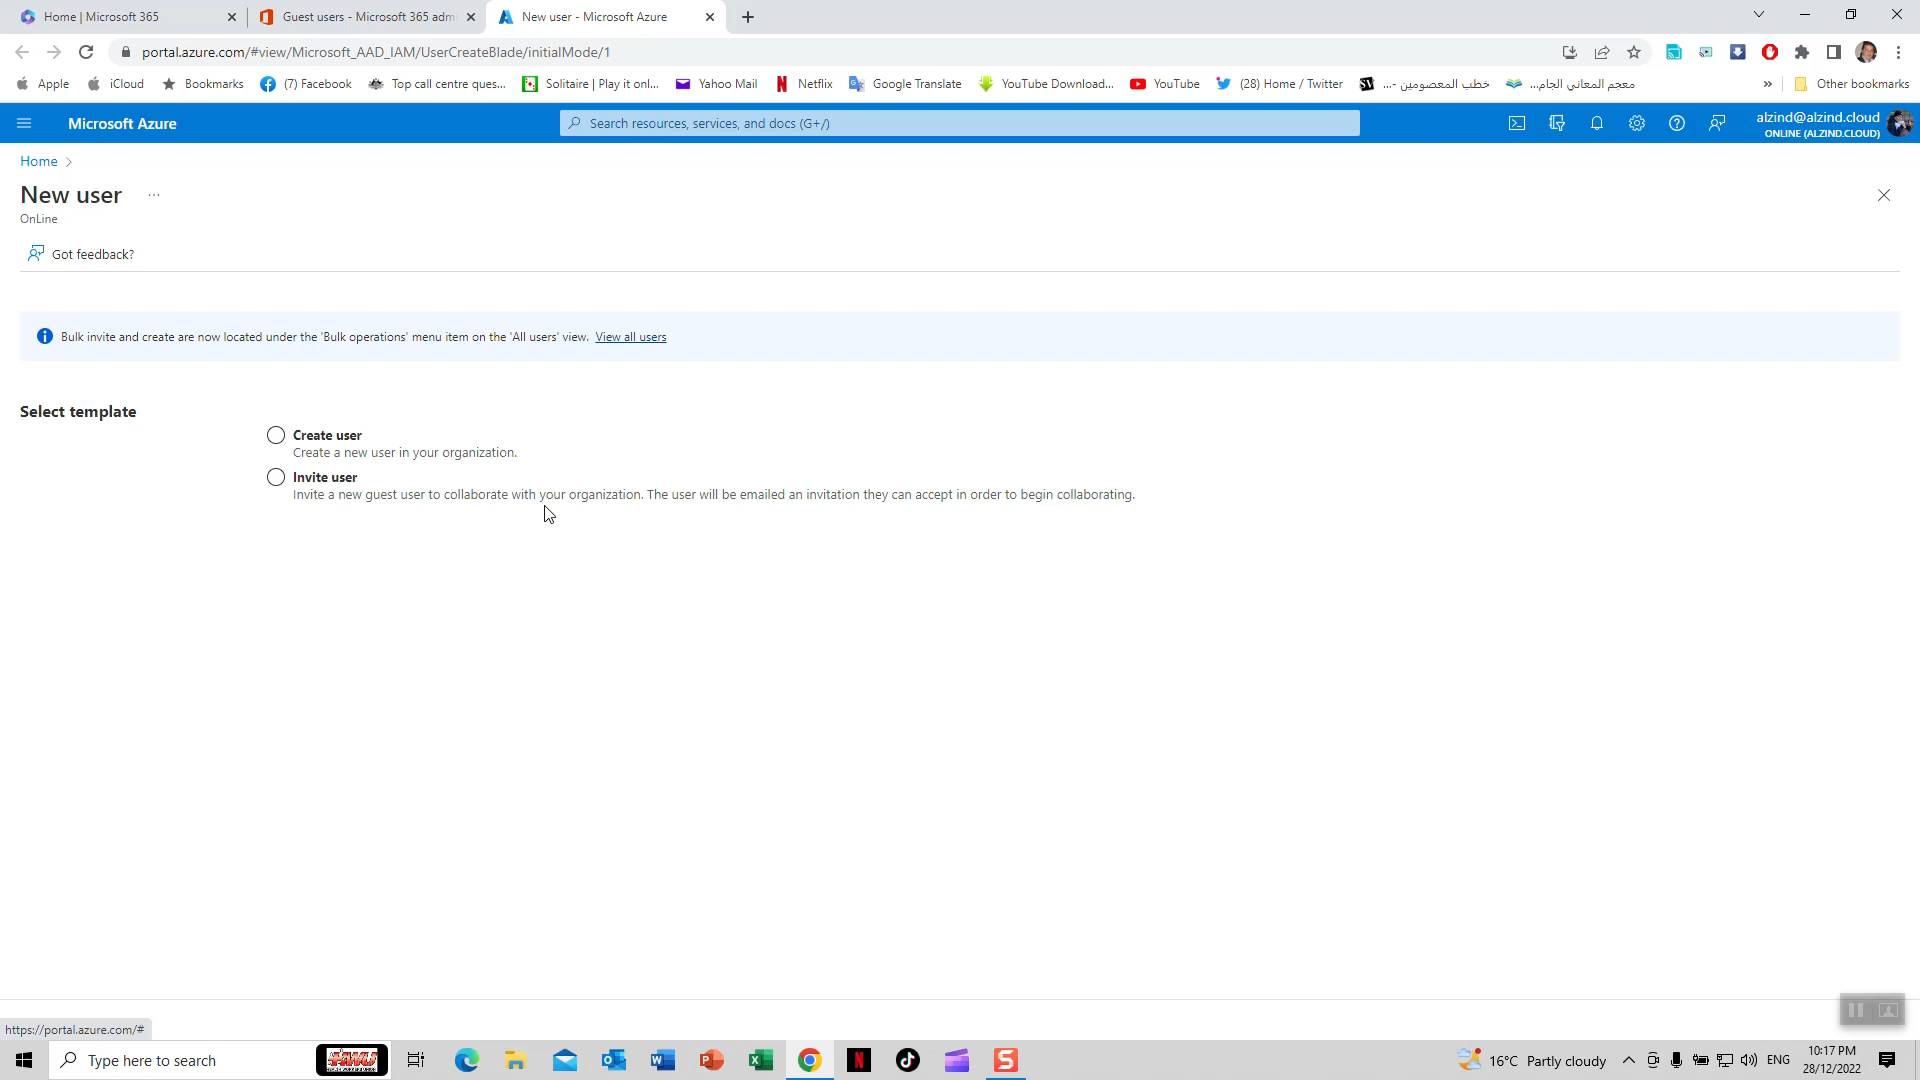 Home | Microsoft 365
Guest users - Microsoft 365 adm
New user - Microsoft Azure
portal.azure.com/#view/Microsoft_AAD_IAM/UserCreateBlade/initialMode/1
Apple
iCloud
Bookmarks
(7) Facebook
Top call centre ques...
Solitaire | Play it onl...
Yahoo Mail
Netflix
Google Translate
YouTube Download...
YouTube
(28) Home / Twitter
خطب المعصومين -...
معجم المعاني الجام...
»
Other bookmarks
Microsoft Azure
Search resources, services, and docs (G+/)
alzind@alzind.cloud
ONLINE (ALZIND.CLOUD)
Home
New user
...
OnLine
Got feedback?
Bulk invite and create are now located under the 'Bulk operations' menu item on the 'All users' view. View all users
Select template
Create user
Create a new user in your organization.
Invite user
Invite a new guest user to collaborate with your organization. The user will be emailed an invitation they can accept in order to begin collaborating.
https://portal.azure.com/#
Type here to search
16°C Partly cloudy
ENG
10:17 PM
28/12/2022